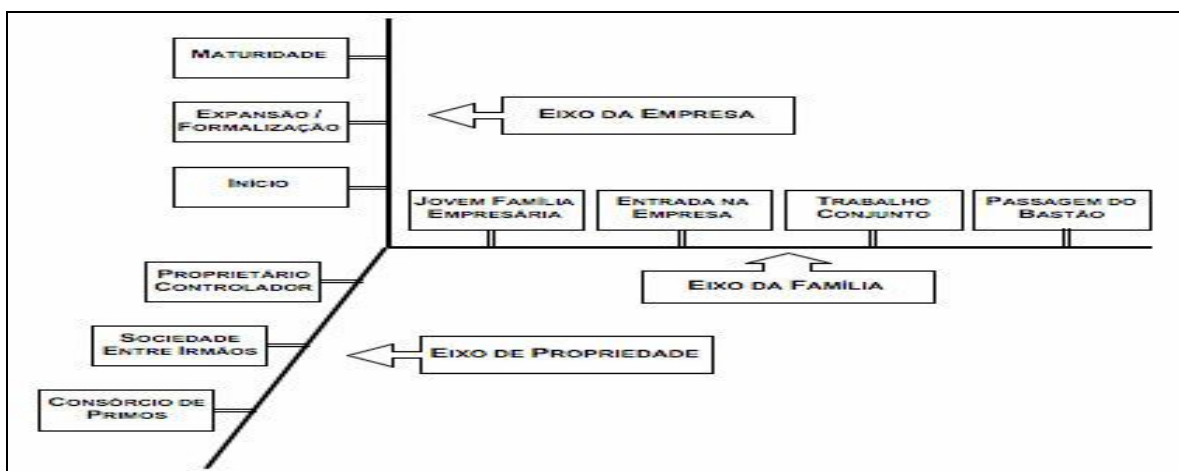 MATURIDADE
EXPANSÃO /
FORMALIZAÇÃO
EIXO DA EMPRESA
INÍCIO
JOVEM FAMÍLIA
EMPRESÁRIA
ENTRADA NA
EMPRESA
TRABALHO
CONJUNTO
PASSAGEM DO
BASTÃO
PROPRIETÁRIO
CONTROLADOR
EIXO DA FAMÍLIA
SOCIEDADE
ENTRE IRMÃOS
EIXO DE PROPRIEDADE
CONSÓRCIO DE
PRIMOS